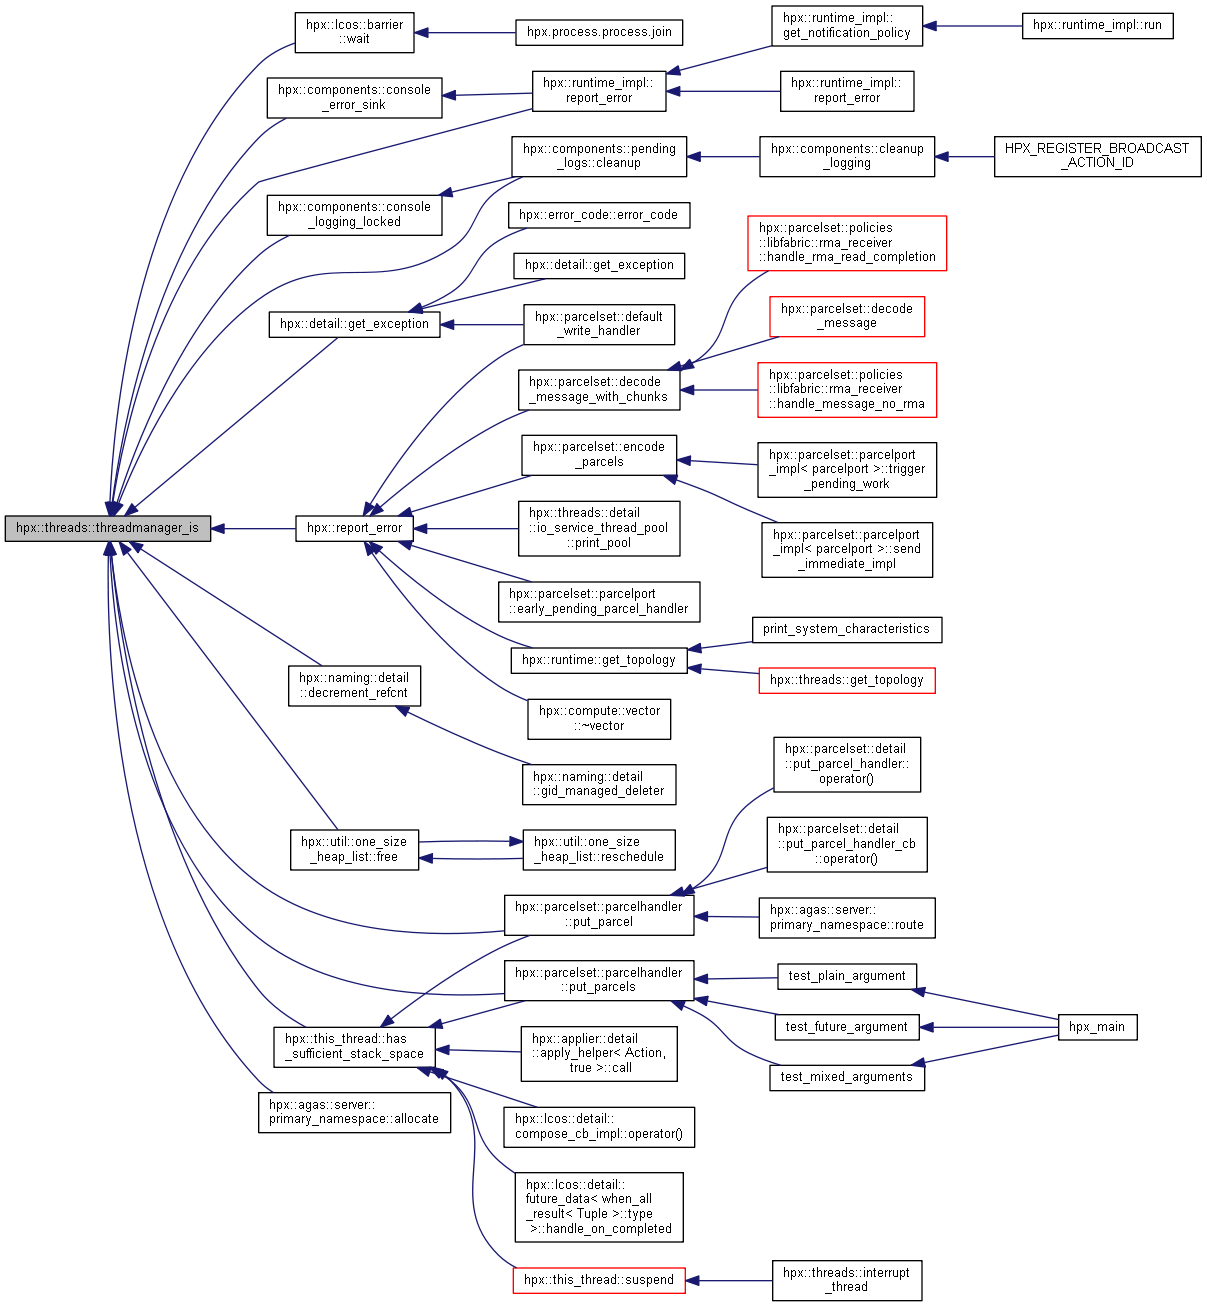 hpx::threads::threadmanager_is
hpx::lcos::barrier
::wait
hpx.process.process.join
hpx::runtime_impl::
get_notification_policy
hpx::runtime_impl::run
hpx::components::console
_error_sink
hpx::runtime_impl::
report_error
hpx::runtime_impl::
report_error
hpx::components::pending
_logs::cleanup
hpx::components::cleanup
_logging
HPX_REGISTER_BROADCAST
_ACTION_ID
hpx::components::console
_logging_locked
hpx::error_code::error_code
hpx::detail::get_exception
hpx::detail::get_exception
hpx::parcelset::default
_write_handler
hpx::parcelset::policies
::libfabric::rma_receiver
::handle_rma_read_completion
hpx::parcelset::decode
_message
hpx::parcelset::decode
_message_with_chunks
hpx::parcelset::policies
::libfabric::rma_receiver
::handle_message_no_rma
hpx::parcelset::encode
_parcels
hpx::parcelset::parcelport
_impl< parcelport >::trigger
_pending_work
hpx::report_error
hpx::threads::detail
::io_service_thread_pool
::print_pool
hpx::parcelset::parcelport
_impl< parcelport >::send
_immediate_impl
hpx::parcelset::parcelport
::early_pending_parcel_handler
hpx::runtime::get_topology
print_system_characteristics
hpx::threads::get_topology
hpx::naming::detail
::decrement_refcnt
hpx::compute::vector
::~vector
hpx::naming::detail
::gid_managed_deleter
hpx::parcelset::detail
::put_parcel_handler::
operator()
hpx::util::one_size
_heap_list::free
hpx::util::one_size
_heap_list::reschedule
hpx::parcelset::detail
::put_parcel_handler_cb
::operator()
hpx::parcelset::parcelhandler
::put_parcel
hpx::agas::server::
primary_namespace::route
hpx::parcelset::parcelhandler
::put_parcels
test_plain_argument
test_future_argument
hpx_main
test_mixed_arguments
hpx::this_thread::has
_sufficient_stack_space
hpx::applier::detail
::apply_helper< Action,
true >::call
hpx::agas::server::
primary_namespace::allocate
hpx::lcos::detail::
compose_cb_impl::operator()
hpx::lcos::detail::
future_data< when_all
_result< Tuple >::type
>::handle_on_completed
hpx::this_thread::suspend
hpx::threads::interrupt
_thread